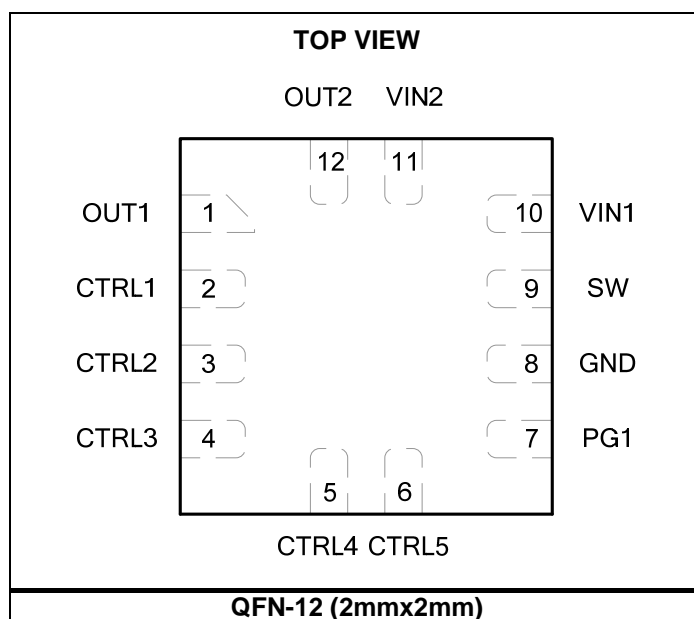 TOP VIEW
OUT2 VIN2
12 11
OUT1 1 10 VIN1
CTRL1 2 9 SW
CTRL2 3 8 GND
CTRL3 4 7 PG1
5 6
CTRL4 CTRL5
QFN-12 (2mmx2mm)